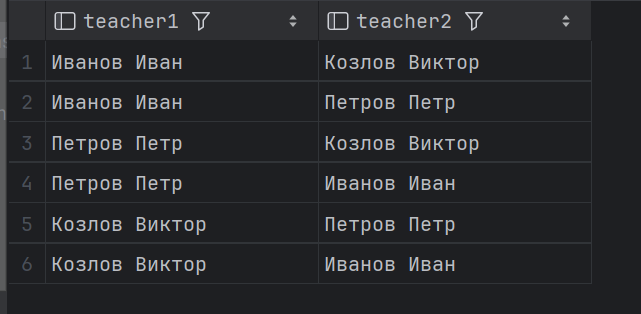 teacher1 teacher2
1 Иванов Иван Козлов Виктор
2 Иванов Иван Петров Петр
3 Петров Петр Козлов Виктор
4 Петров Петр Иванов Иван
5 Козлов Виктор Петров Петр
6 Козлов Виктор Иванов Иван